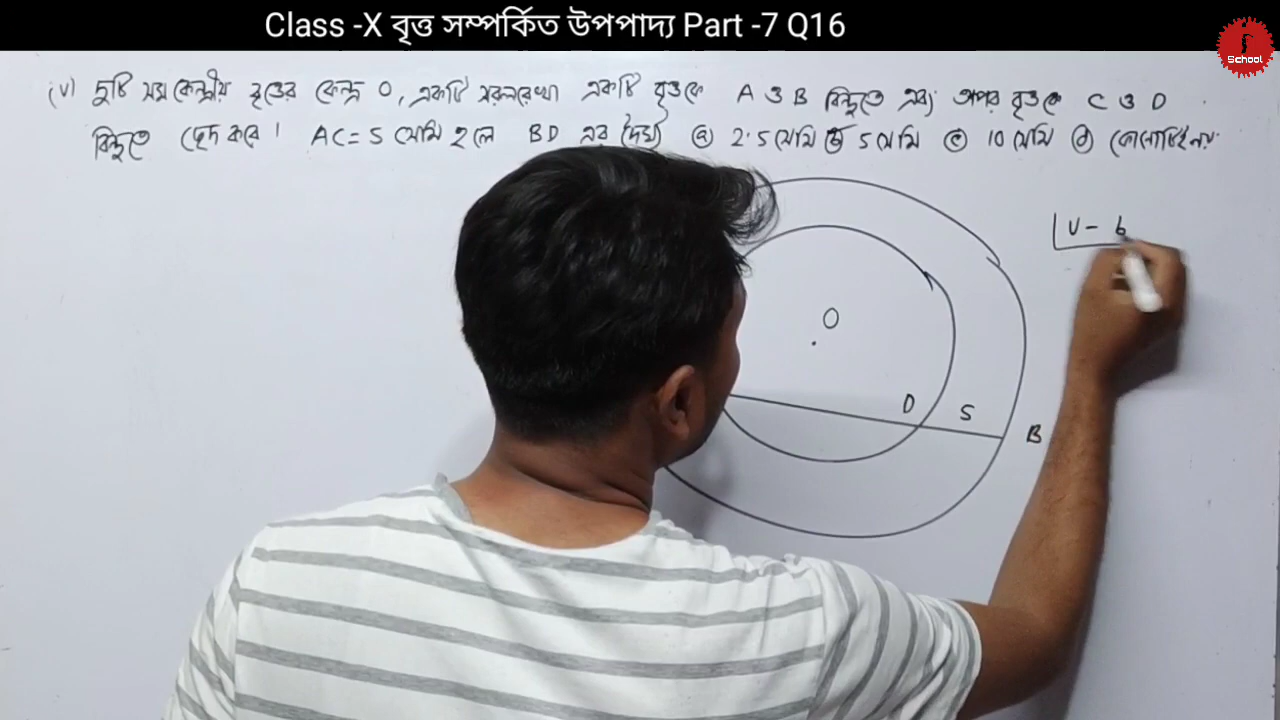 Class -X বৃত্ত সম্পর্কিত উপপাদ্য Part -7 Q16
School
(V) দুটি সমকেন্দ্রীয় বৃত্তের কেন্দ্র O, একটি সরলরেখা একটি বৃত্তকে A ও B বিন্দুতে এবং অপর বৃত্তকে C ও D
বিন্দুতে ছেদ করে। AC = 5 সেমি হলে BD এর দৈর্ঘ্য ⓐ 2.5 সেমি ⓑ 5 সেমি ⓒ 10 সেমি ⓓ কোনোটিই নয়
V - b
O
D 5 B